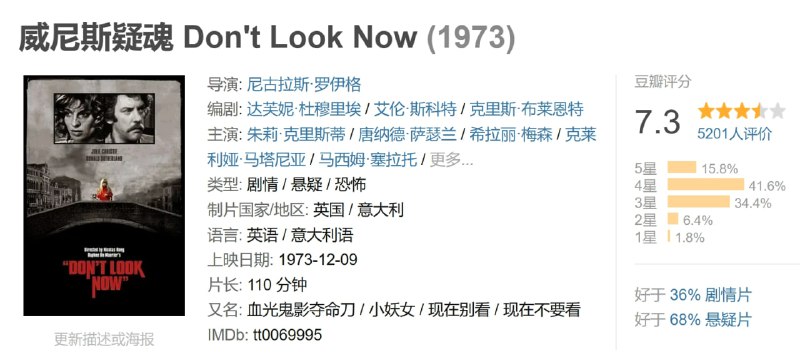 威尼斯疑魂 Don't Look Now (1973)
JULIE CHRISTIE
DONALD SUTHERLAND
Directed by Nicolas Roeg
Daphne Du Maurier's
"DON'T LOOK
NOW"
更新描述或海报
导演: 尼古拉斯·罗伊格
编剧: 达芙妮·杜穆里埃 / 艾伦·斯科特 / 克里斯·布莱恩特
主演: 朱莉·克里斯蒂 / 唐纳德·萨瑟兰 / 希拉丽·梅森 / 克莱
利娅·马塔尼亚 / 马西姆·塞拉托 / 更多...
类型: 剧情 / 悬疑 / 恐怖
制片国家/地区: 英国 / 意大利
语言: 英语 / 意大利语
上映日期: 1973-12-09
片长: 110 分钟
又名: 血光鬼影夺命刀 / 小妖女 / 现在别看 / 现在不要看
IMDb: tt0069995
豆瓣评分
7.3
5201人评价
5星 15.8%
4星 41.6%
3星 34.4%
2星 6.4%
1星 1.8%
好于 36% 剧情片
好于 68% 悬疑片